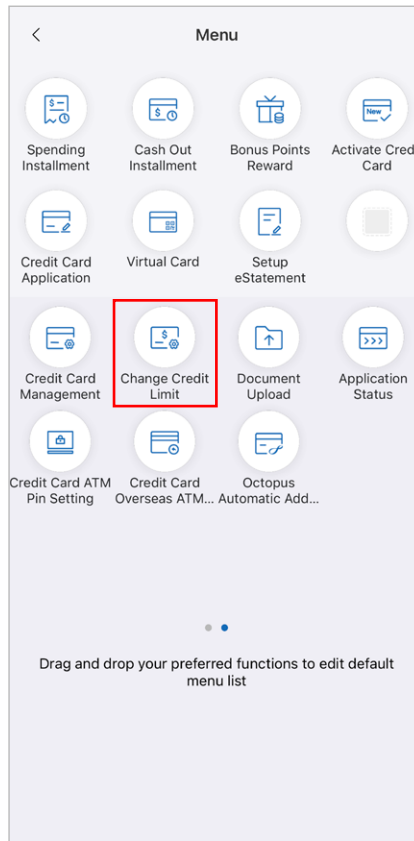 Menu
Spending Installment
Cash Out Installment
Bonus Points Reward
Activate Cred
Card
New
Credit Card Application
Virtual Card
Setup eStatement
Credit Card Management
Change Credit Limit
Document Upload
Application Status
Credit Card ATM Pin Setting
Credit Card Overseas ATM...
Octopus Automatic Add...
Drag and drop your preferred functions to edit default
menu list